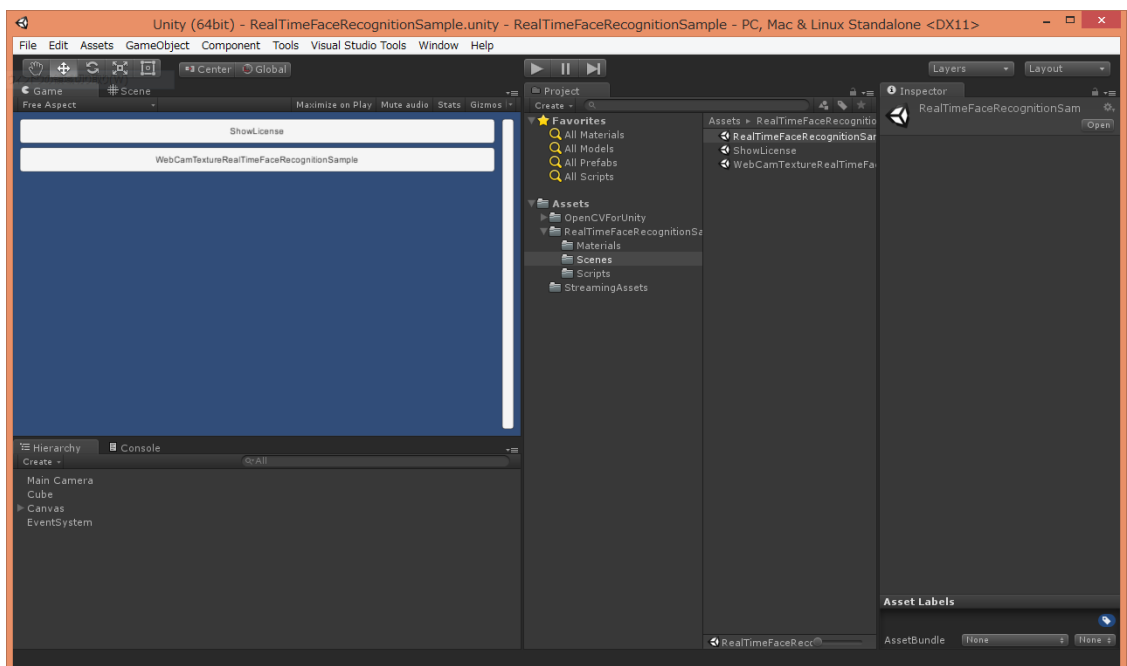 Unity (64bit) - RealTimeFaceRecognitionSample.unity - RealTimeFaceRecognitionSample - PC, Mac & Linux Standalone <DX11>
File Edit Assets GameObject Component Tools Visual Studio Tools Window Help
Center Global Layers Layout
Game Scene
Free Aspect Maximize on Play Mute audio Stats Gizmos
ShowLicense
WebCamTextureRealTimeFaceRecognitionSample
Hierarchy Console
Create All
Main Camera
Cube
Canvas
EventSystem
Project
Create
Favorites
All Materials
All Models
All Prefabs
All Scripts
Assets
OpenCVForUnity
RealTimeFaceRecognitionSa
Materials
Scenes
Scripts
StreamingAssets
Assets ▸ RealTimeFaceRecognitio
RealTimeFaceRecognitionSar
ShowLicense
WebCamTextureRealTimeFa
RealTimeFaceRecc
Inspector
RealTimeFaceRecognitionSam
Open
Asset Labels
AssetBundle None None